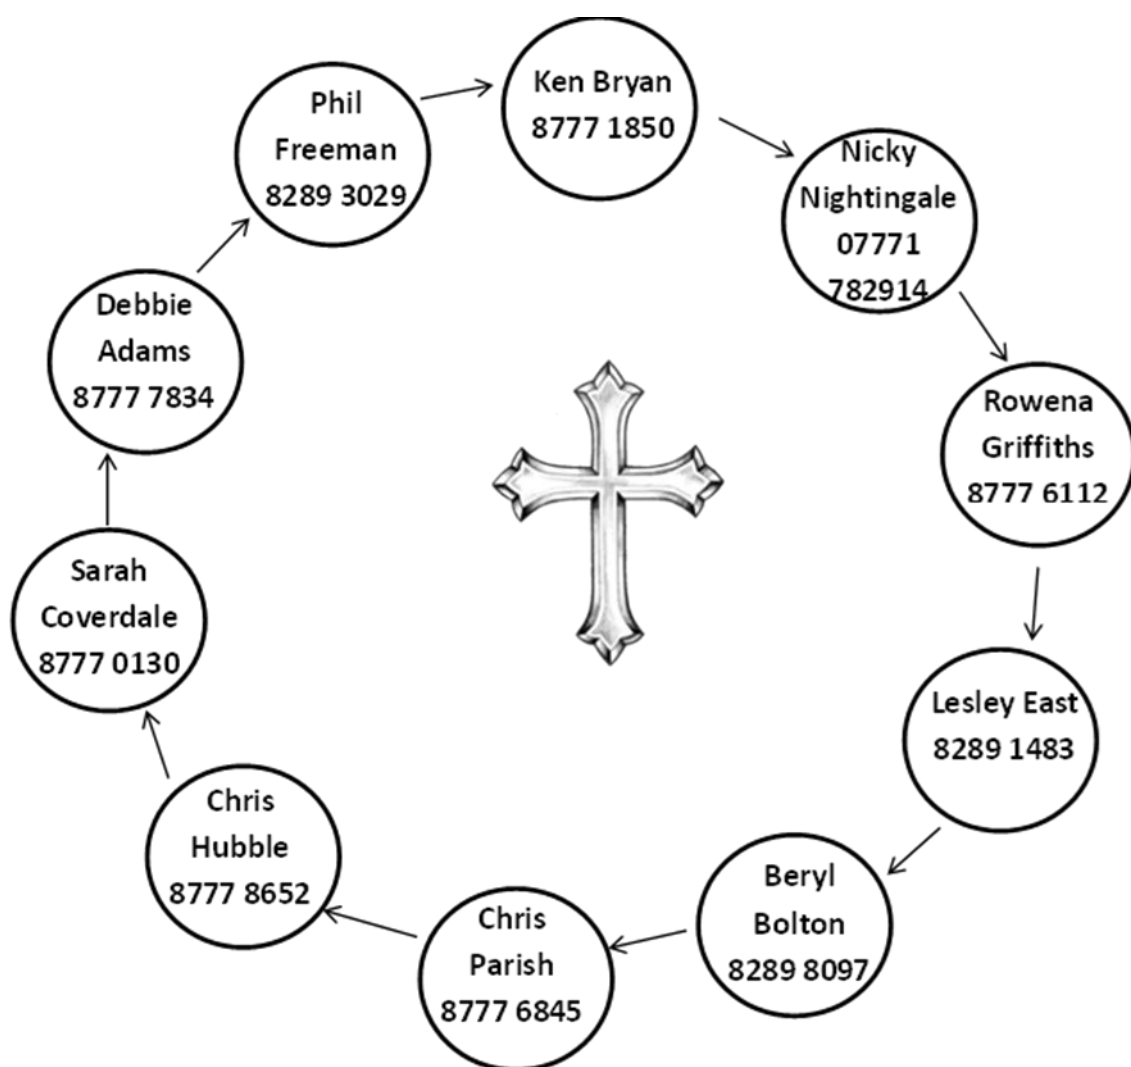 Ken Bryan
8777 1850
Nicky
Nightingale
07771
782914
Rowena
Griffiths
8777 6112
Lesley East
8289 1483
Beryl
Bolton
8289 8097
Chris
Parish
8777 6845
Chris
Hubble
8777 8652
Sarah
Coverdale
8777 0130
Debbie
Adams
8777 7834
Phil
Freeman
8289 3029